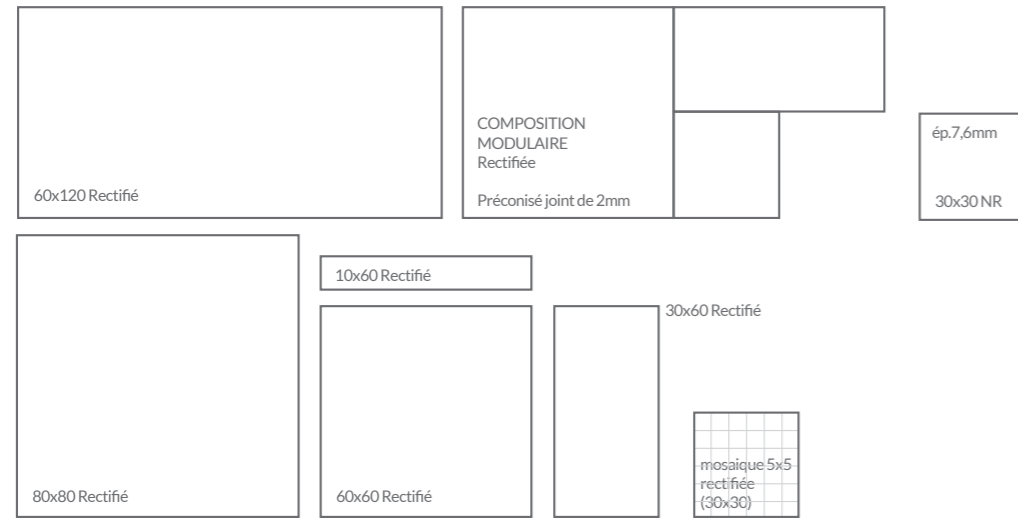 60x120 Rectifié
COMPOSITION
MODULAIRE
Rectifiée
Préconisé joint de 2mm
ép.7,6mm
30x30 NR
80x80 Rectifié
10x60 Rectifié
60x60 Rectifié
30x60 Rectifié
mosaique 5x5
rectifiée
(30x30)